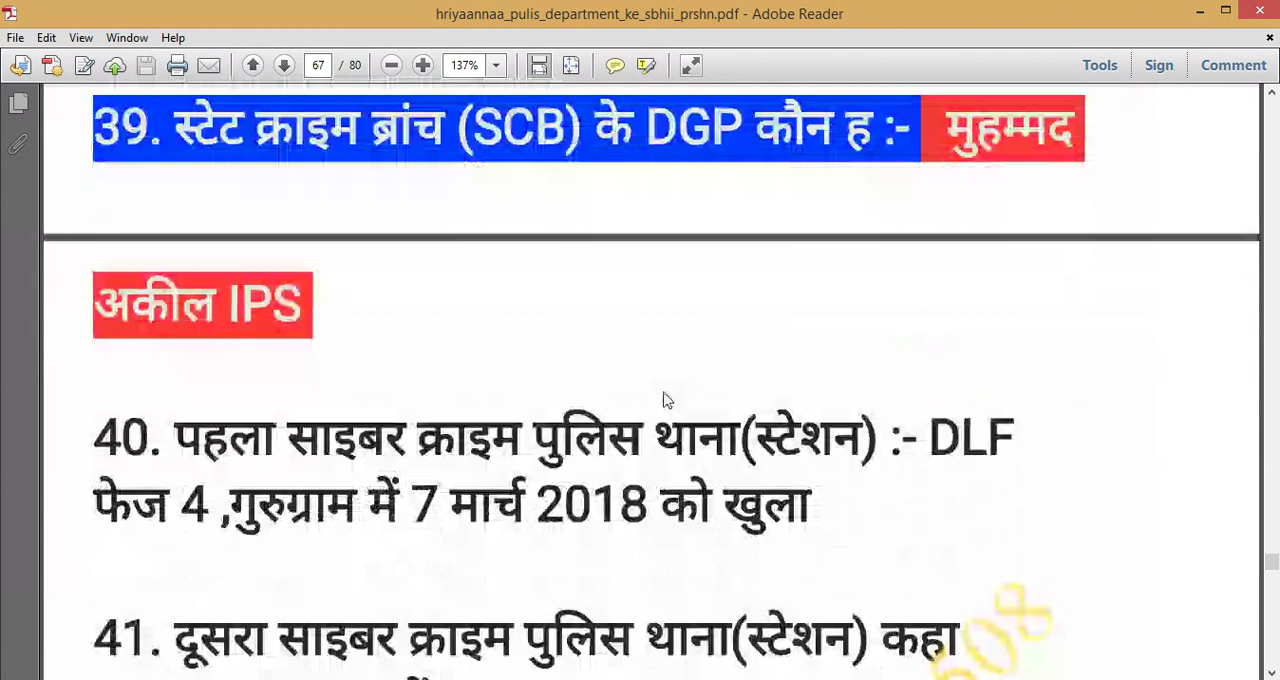 hriyaannaa_pulis_department_ke_sbhii_prshn.pdf - Adobe Reader
File Edit View Window Help
67 / 80 137% Tools Sign Comment
39. स्टेट क्राइम ब्रांच (SCB) के DGP कौन ह :- मुहम्मद
अकील IPS
40. पहला साइबर क्राइम पुलिस थाना(स्टेशन) :- DLF
फेज 4 ,गुरुग्राम में 7 मार्च 2018 को खुला
41. दूसरा साइबर क्राइम पुलिस थाना(स्टेशन) कहा